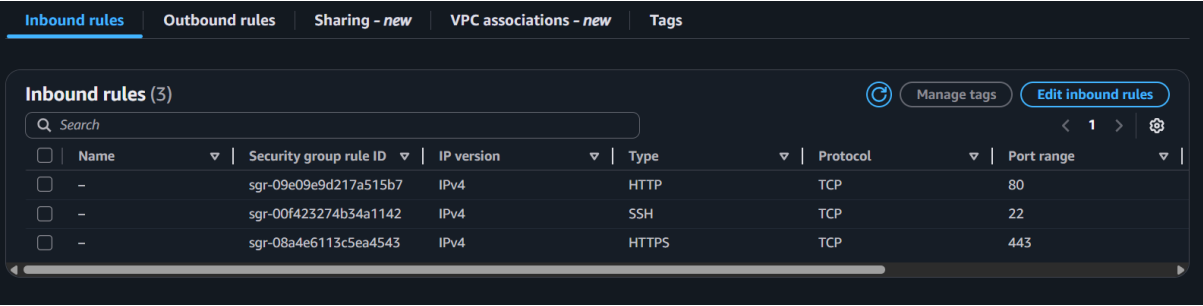 Inbound rules Outbound rules Sharing - new VPC associations - new Tags
Inbound rules (3) Manage tags Edit inbound rules
Search 1
Name Security group rule ID IP version Type Protocol Port range
– sgr-09e09e9d217a515b7 IPv4 HTTP TCP 80
– sgr-00f423274b34a1142 IPv4 SSH TCP 22
– sgr-08a4e6113c5ea4543 IPv4 HTTPS TCP 443